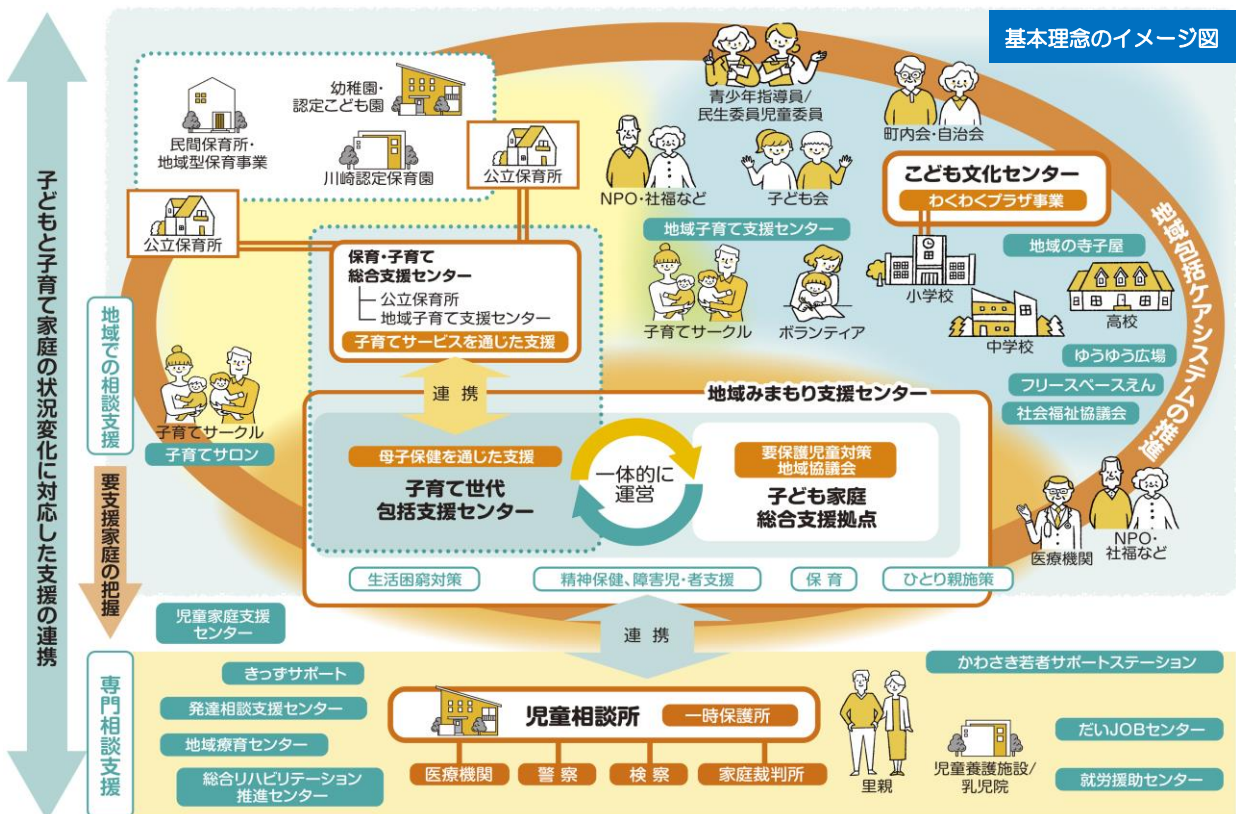 基本理念のイメージ図
子どもと子育て家庭の状況変化に対応した支援の連携
地域での相談支援
要支援家庭の把握
専門相談支援
地域包括ケアシステムの推進
幼稚園・
認定こども園
民間保育所・
地域型保育事業
川崎認定保育園
公立保育所
公立保育所
青少年指導員/
民生委員児童委員
町内会・自治会
NPO・社福など
子ども会
こども文化センター
わくわくプラザ事業
地域子育て支援センター
地域の寺子屋
小学校
高校
中学校
子育てサークル
ボランティア
ゆうゆう広場
フリースペースえん
社会福祉協議会
保育・子育て
総合支援センター
公立保育所
地域子育て支援センター
子育てサービスを通じた支援
連携
子育てサークル
子育てサロン
地域みまもり支援センター
母子保健を通じた支援
子育て世代
包括支援センター
一体的に
運営
要保護児童対策
地域協議会
子ども家庭
総合支援拠点
医療機関
NPO・
社福など
生活困窮対策
精神保健、障害児・者支援
保育
ひとり親施策
児童家庭支援
センター
連携
きっずサポート
発達相談支援センター
地域療育センター
総合リハビリテーション
推進センター
児童相談所
一時保護所
医療機関
警察
検察
家庭裁判所
里親
児童養護施設/
乳児院
かわさき若者サポートステーション
だいJOBセンター
就労援助センター